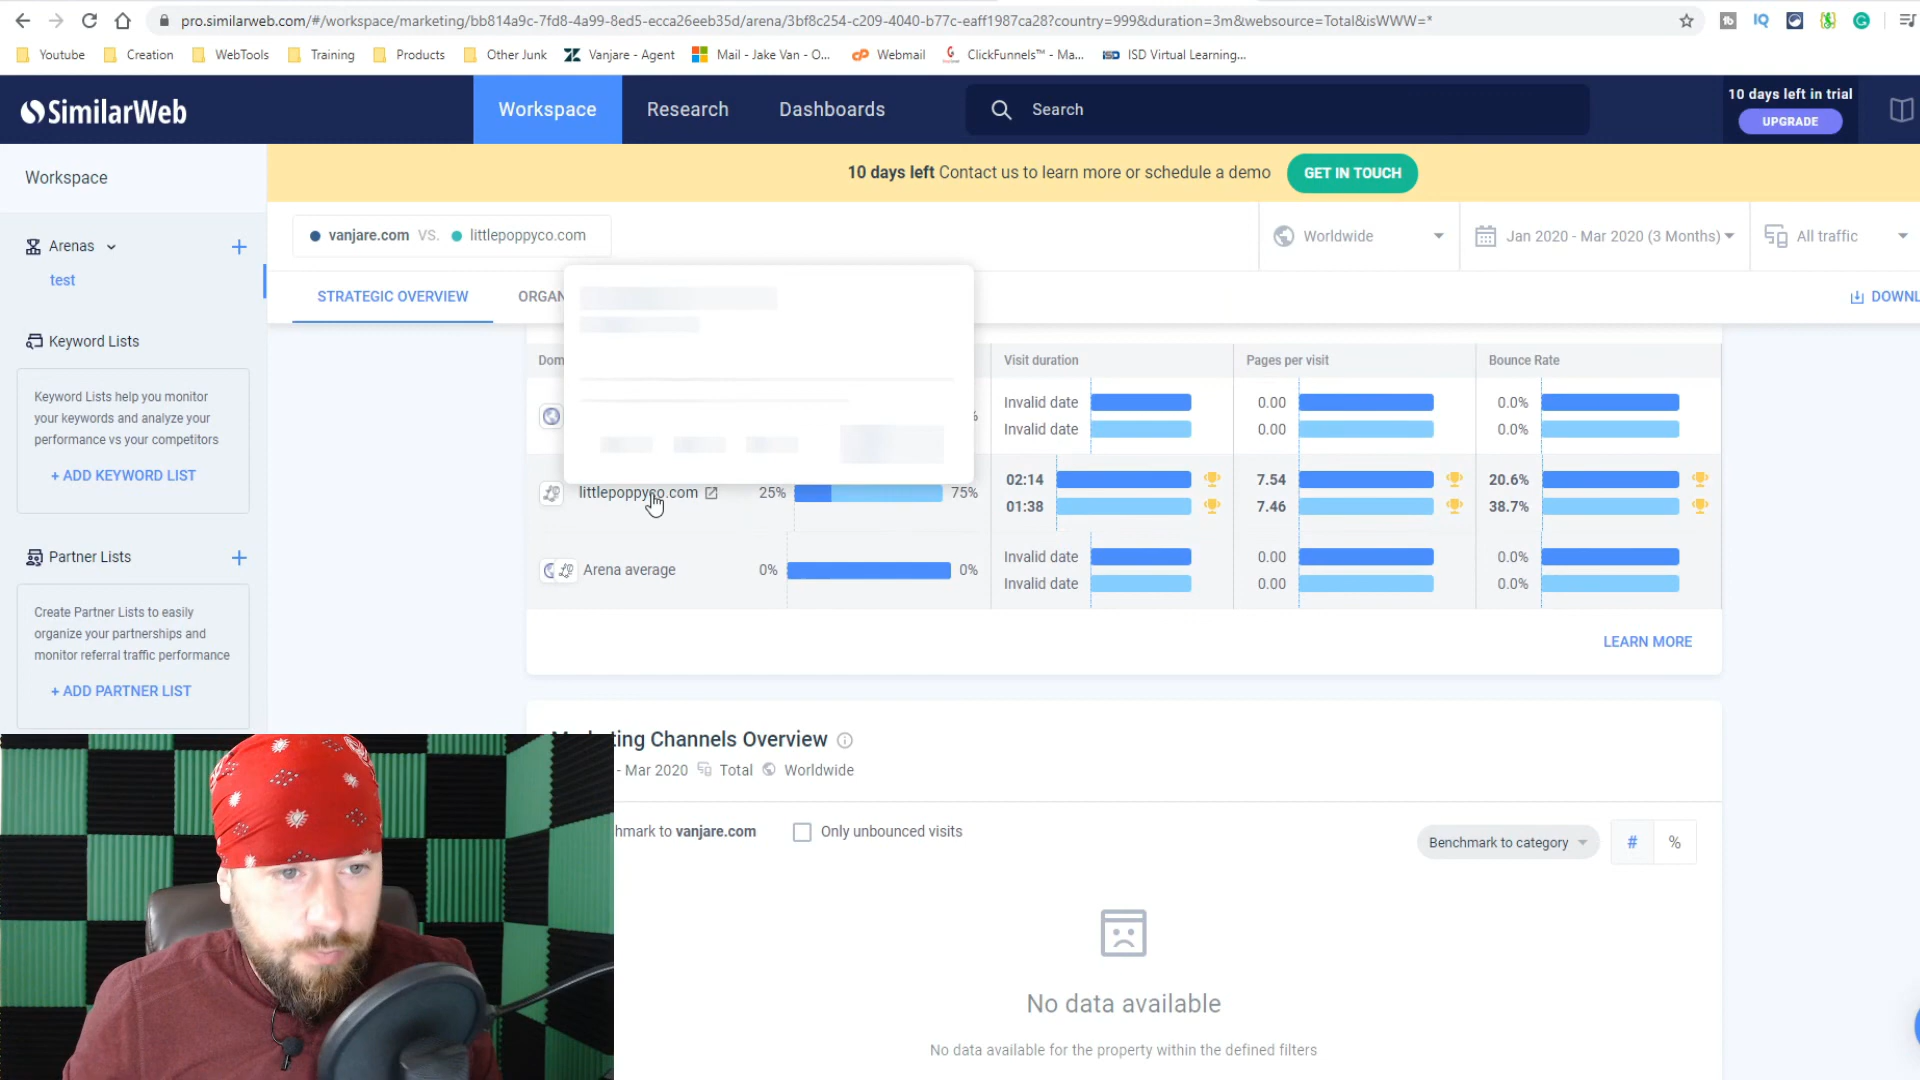 pro.similarweb.com/#/workspace/marketing/bb814a9c-7fd8-4a99-8ed5-ecca26eeb35d/arena/3bf8c254-c209-4040-b77c-eaff1987ca28?country=999&duration=3m&websource=Total&isWWW=*
Youtube Creation WebTools Training Products Other Junk Vanjare - Agent Mail - Jake Van - O... Webmail ClickFunnels™ - Ma... ISD Virtual Learning...
SimilarWeb Workspace Research Dashboards Search
10 days left in trial
UPGRADE
Workspace
10 days left Contact us to learn more or schedule a demo GET IN TOUCH
vanjare.com VS. littlepoppyco.com Worldwide Jan 2020 - Mar 2020 (3 Months) All traffic
Arenas +
test
STRATEGIC OVERVIEW ORGAN DOWNL
Keyword Lists
Keyword Lists help you monitor
your keywords and analyze your
performance vs your competitors
+ ADD KEYWORD LIST
Partner Lists +
Create Partner Lists to easily
organize your partnerships and
monitor referral traffic performance
+ ADD PARTNER LIST
Dom Visit duration Pages per visit Bounce Rate
Invalid date 0.00 0.0%
% Invalid date 0.00 0.0%
littlepoppyco.com 25% 75%
02:14 7.54 20.6%
01:38 7.46 38.7%
Arena average 0% 0%
Invalid date 0.00 0.0%
Invalid date 0.00 0.0%
LEARN MORE
Marketing Channels Overview
- Mar 2020 Total Worldwide
hmark to vanjare.com Only unbounced visits Benchmark to category # %
No data available
No data available for the property within the defined filters